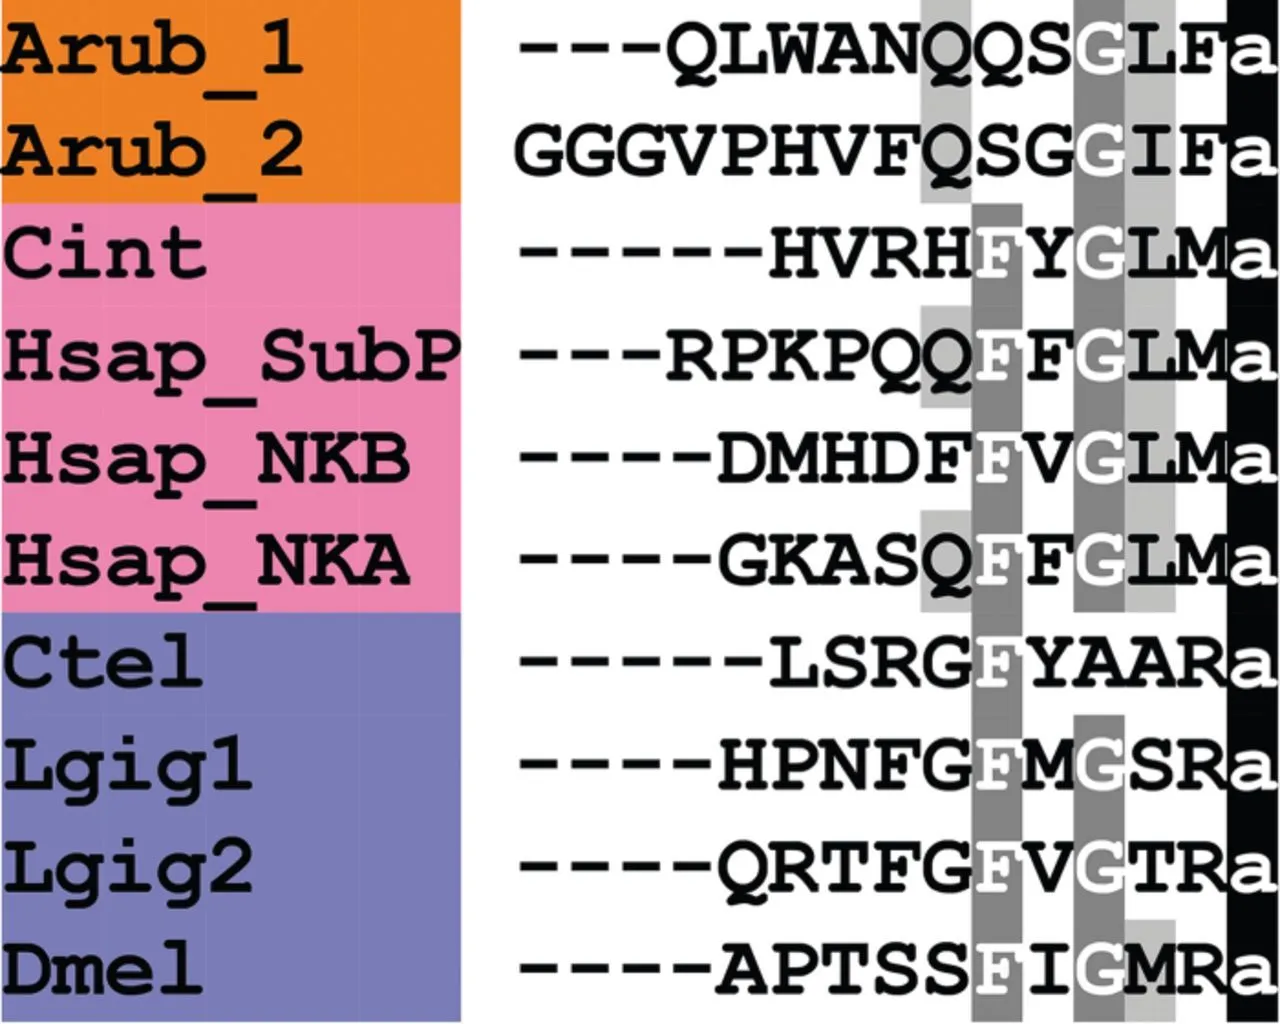 Arub_1 ---QLWANQQSGLFa
Arub_2 GGGVPHVFQSGGIFa
Cint -----HVRHFYGLMa
Hsap_SubP ---RPKPQQFFGLMa
Hsap_NKB ----DMHDFFVGLMa
Hsap_NKA ----GKASQFFGLMa
Ctel -----LSRGFYAARa
Lgig1 ----HPNFGFMGSRa
Lgig2 ----QRTFGFVGTRa
Dmel ----APTSSFIGMRa